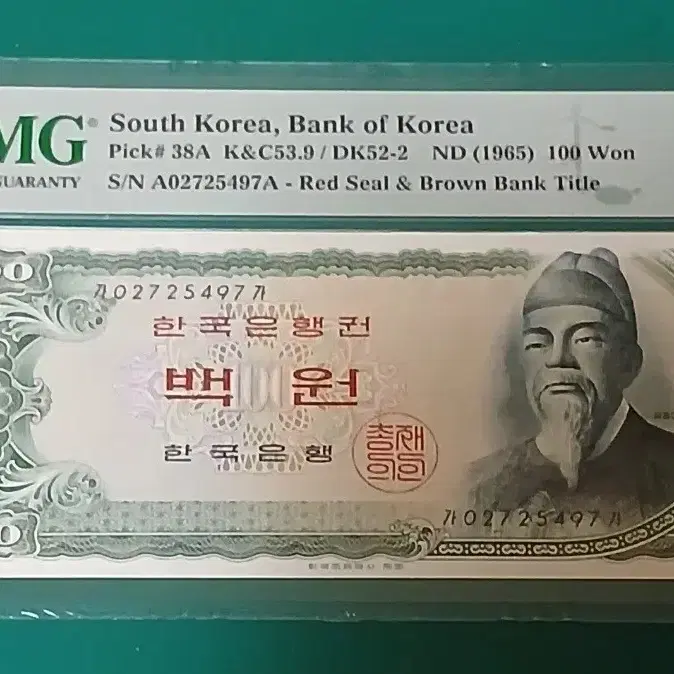 MG®
GUARANTY
South Korea, Bank of Korea
Pick# 38A K&C53.9 / DK52-2 ND (1965) 100 Won
S/N A02725497A - Red Seal & Brown Bank Title
00
가02725497가
한국은행권
백 원
한국은행
총재의인
가02725497가
0